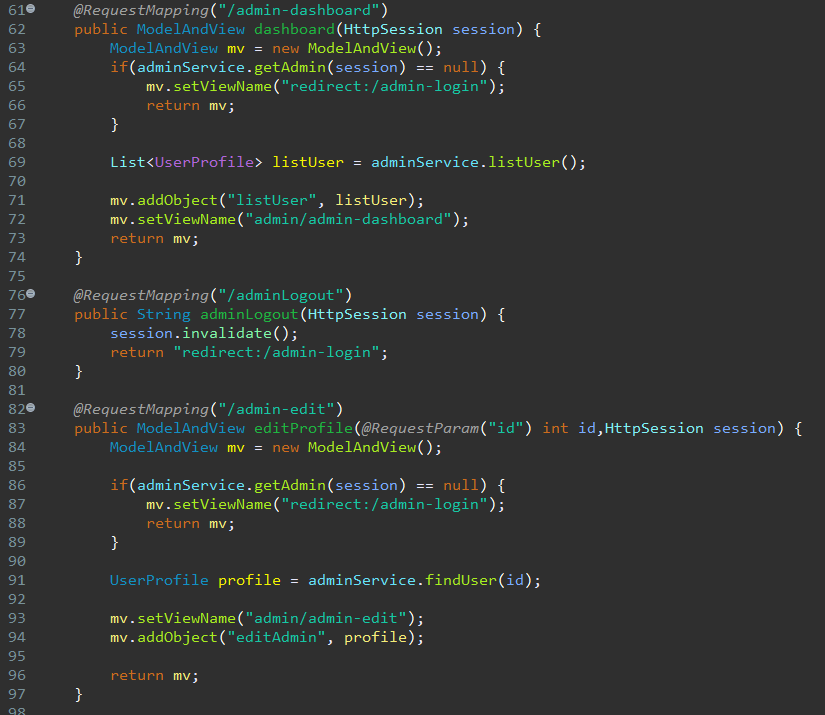 61 @RequestMapping("/admin-dashboard")
62 public ModelAndView dashboard(HttpSession session) {
63 ModelAndView mv = new ModelAndView();
64 if(adminService.getAdmin(session) == null) {
65 mv.setViewName("redirect:/admin-login");
66 return mv;
67 }
68
69 List<UserProfile> listUser = adminService.listUser();
70
71 mv.addObject("listUser", listUser);
72 mv.setViewName("admin/admin-dashboard");
73 return mv;
74 }
75
76 @RequestMapping("/adminLogout")
77 public String adminLogout(HttpSession session) {
78 session.invalidate();
79 return "redirect:/admin-login";
80 }
81
82 @RequestMapping("/admin-edit")
83 public ModelAndView editProfile(@RequestParam("id") int id,HttpSession session) {
84 ModelAndView mv = new ModelAndView();
85
86 if(adminService.getAdmin(session) == null) {
87 mv.setViewName("redirect:/admin-login");
88 return mv;
89 }
90
91 UserProfile profile = adminService.findUser(id);
92
93 mv.setViewName("admin/admin-edit");
94 mv.addObject("editAdmin", profile);
95
96 return mv;
97 }
98